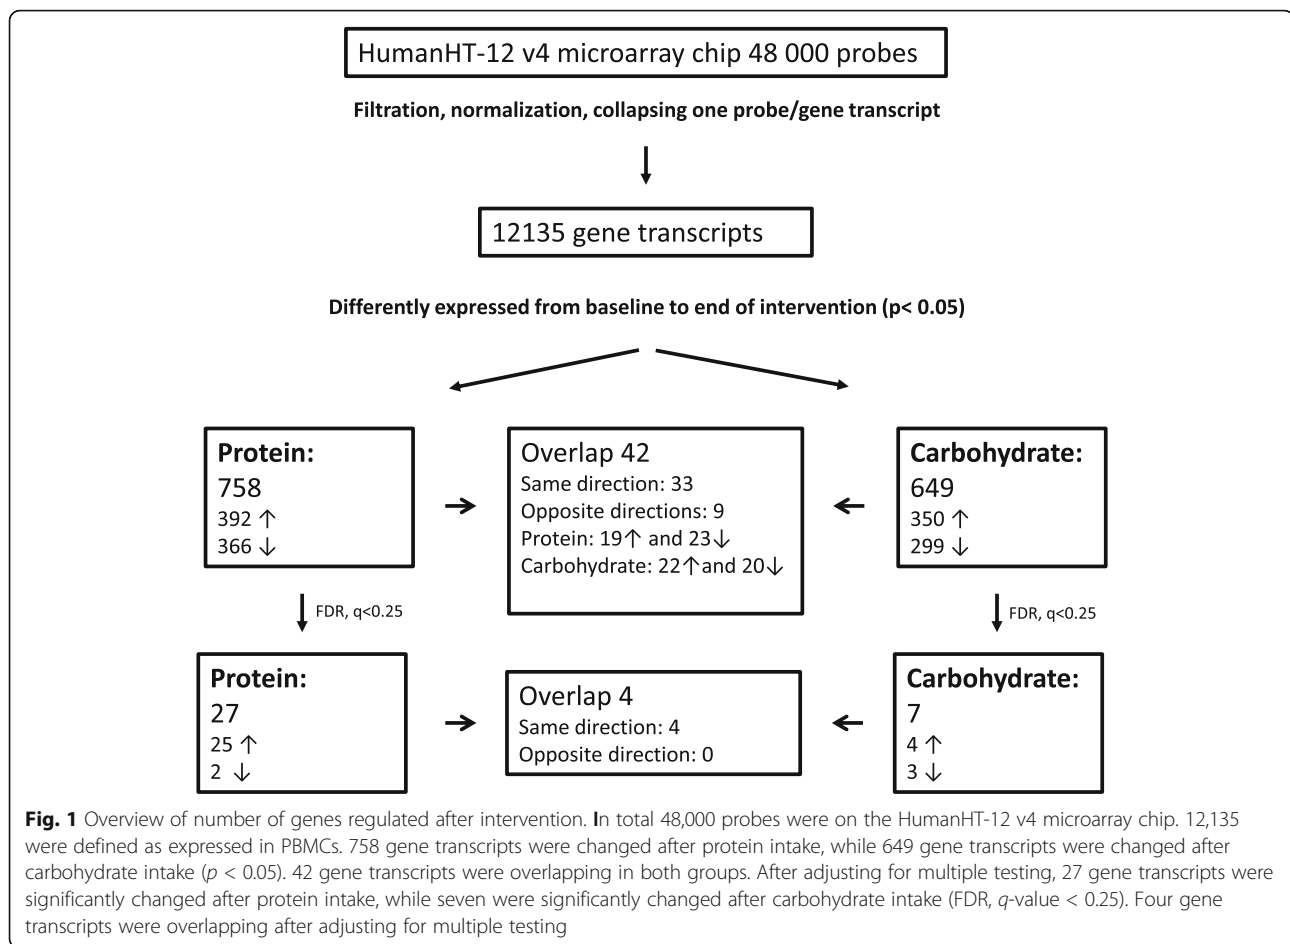 HumanHT-12 v4 microarray chip 48 000 probes
Filtration, normalization, collapsing one probe/gene transcript
12135 gene transcripts
Differently expressed from baseline to end of intervention (p< 0.05)
Protein:
758
392 ↑
366 ↓
Overlap 42
Same direction: 33
Opposite directions: 9
Protein: 19↑ and 23↓
Carbohydrate: 22↑and 20↓
Carbohydrate:
649
350 ↑
299 ↓
FDR, q<0.25
FDR, q<0.25
Protein:
27
25 ↑
2 ↓
Overlap 4
Same direction: 4
Opposite direction: 0
Carbohydrate:
7
4 ↑
3 ↓
Fig. 1 Overview of number of genes regulated after intervention. In total 48,000 probes were on the HumanHT-12 v4 microarray chip. 12,135
were defined as expressed in PBMCs. 758 gene transcripts were changed after protein intake, while 649 gene transcripts were changed after
carbohydrate intake (p < 0.05). 42 gene transcripts were overlapping in both groups. After adjusting for multiple testing, 27 gene transcripts were
significantly changed after protein intake, while seven were significantly changed after carbohydrate intake (FDR, q-value < 0.25). Four gene
transcripts were overlapping after adjusting for multiple testing